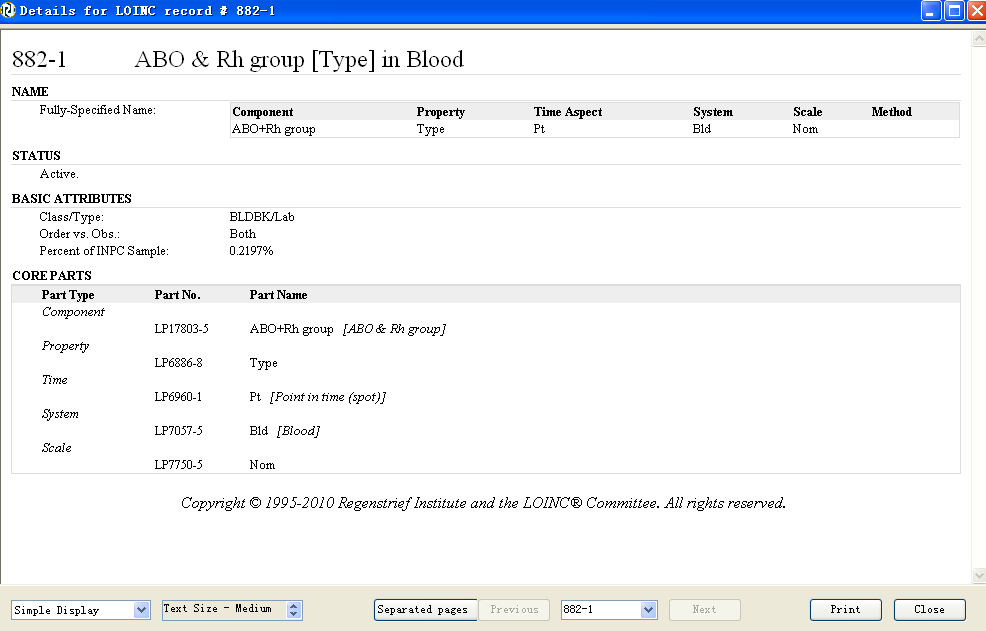 Details for LOINC record # 882-1
882-1 ABO & Rh group [Type] in Blood
NAME
Fully-Specified Name: Component Property Time Aspect System Scale Method
ABO+Rh group Type Pt Bld Nom
STATUS
Active.
BASIC ATTRIBUTES
Class/Type: BLDBK/Lab
Order vs. Obs.: Both
Percent of INPC Sample: 0.2197%
CORE PARTS
Part Type Part No. Part Name
Component
LP17803-5 ABO+Rh group [ABO & Rh group]
Property
LP6886-8 Type
Time
LP6960-1 Pt [Point in time (spot)]
System
LP7057-5 Bld [Blood]
Scale
LP7750-5 Nom
Copyright © 1995-2010 Regenstrief Institute and the LOINC® Committee. All rights reserved.
Simple Display Text Size - Medium Separated pages Previous 882-1 Next Print Close